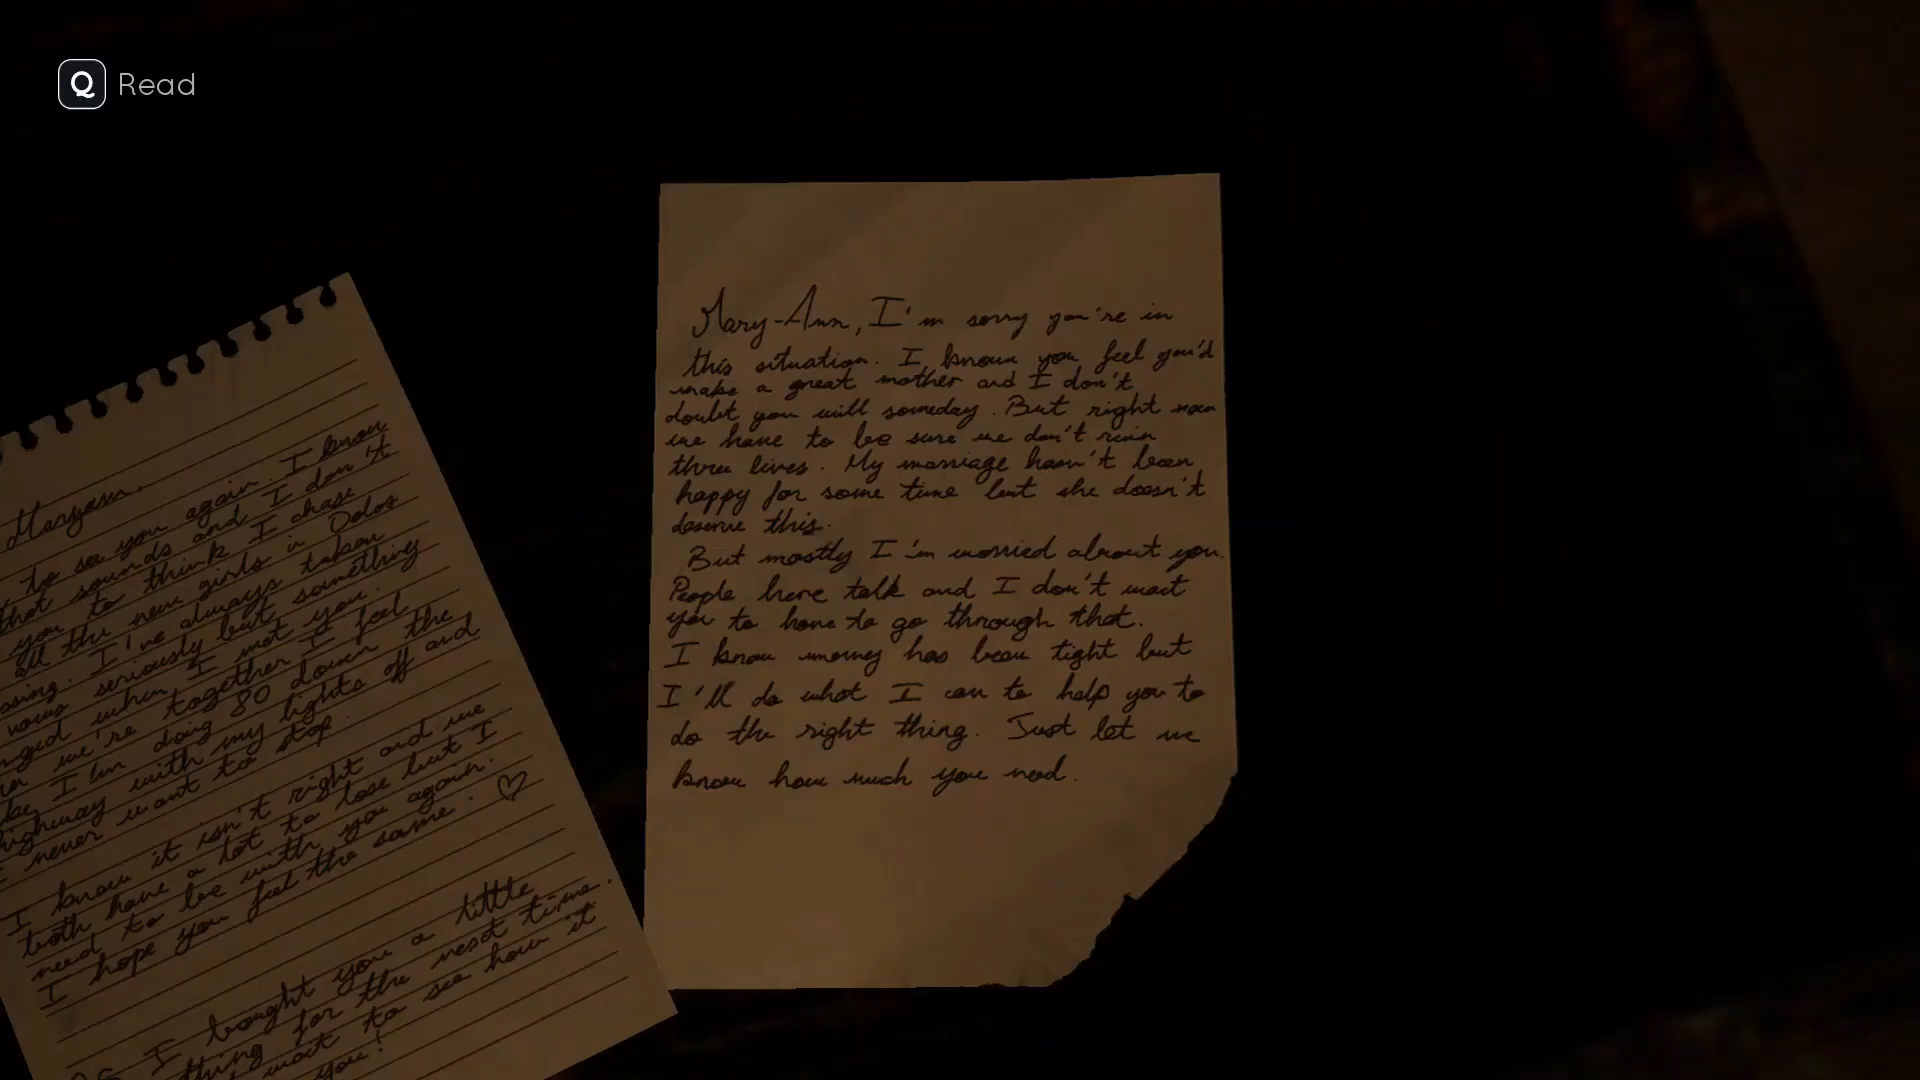 Q Read
Mary-Ann, I'm sorry you're in
this situation. I know you feel you'd
make a great mother and I don't
doubt you will someday. But right now
we have to be sure we don't ruin
three lives. My marriage hasn't been
happy for some time but she doesn't
deserve this.
But mostly I'm worried about you.
People here talk and I don't want
you to have to go through that.
I know money has been tight but
I'll do what I can to help you to
do the right thing. Just let me
know how much you need.
Maryann,
to see you again. I know
that sounds and I don't
you to think I chase
all the new girls in Dolos
I've always taken
vows seriously but something
when I met you.
when we're together I feel
I'm doing 80 down the
highway with my lights off and
never want to stop.
I know it isn't right and we
both have a lot to lose but I
need to be with you again.
I hope you feel the same. ♡
I bought you a little
thing for the next time.
wait to see how it
you!